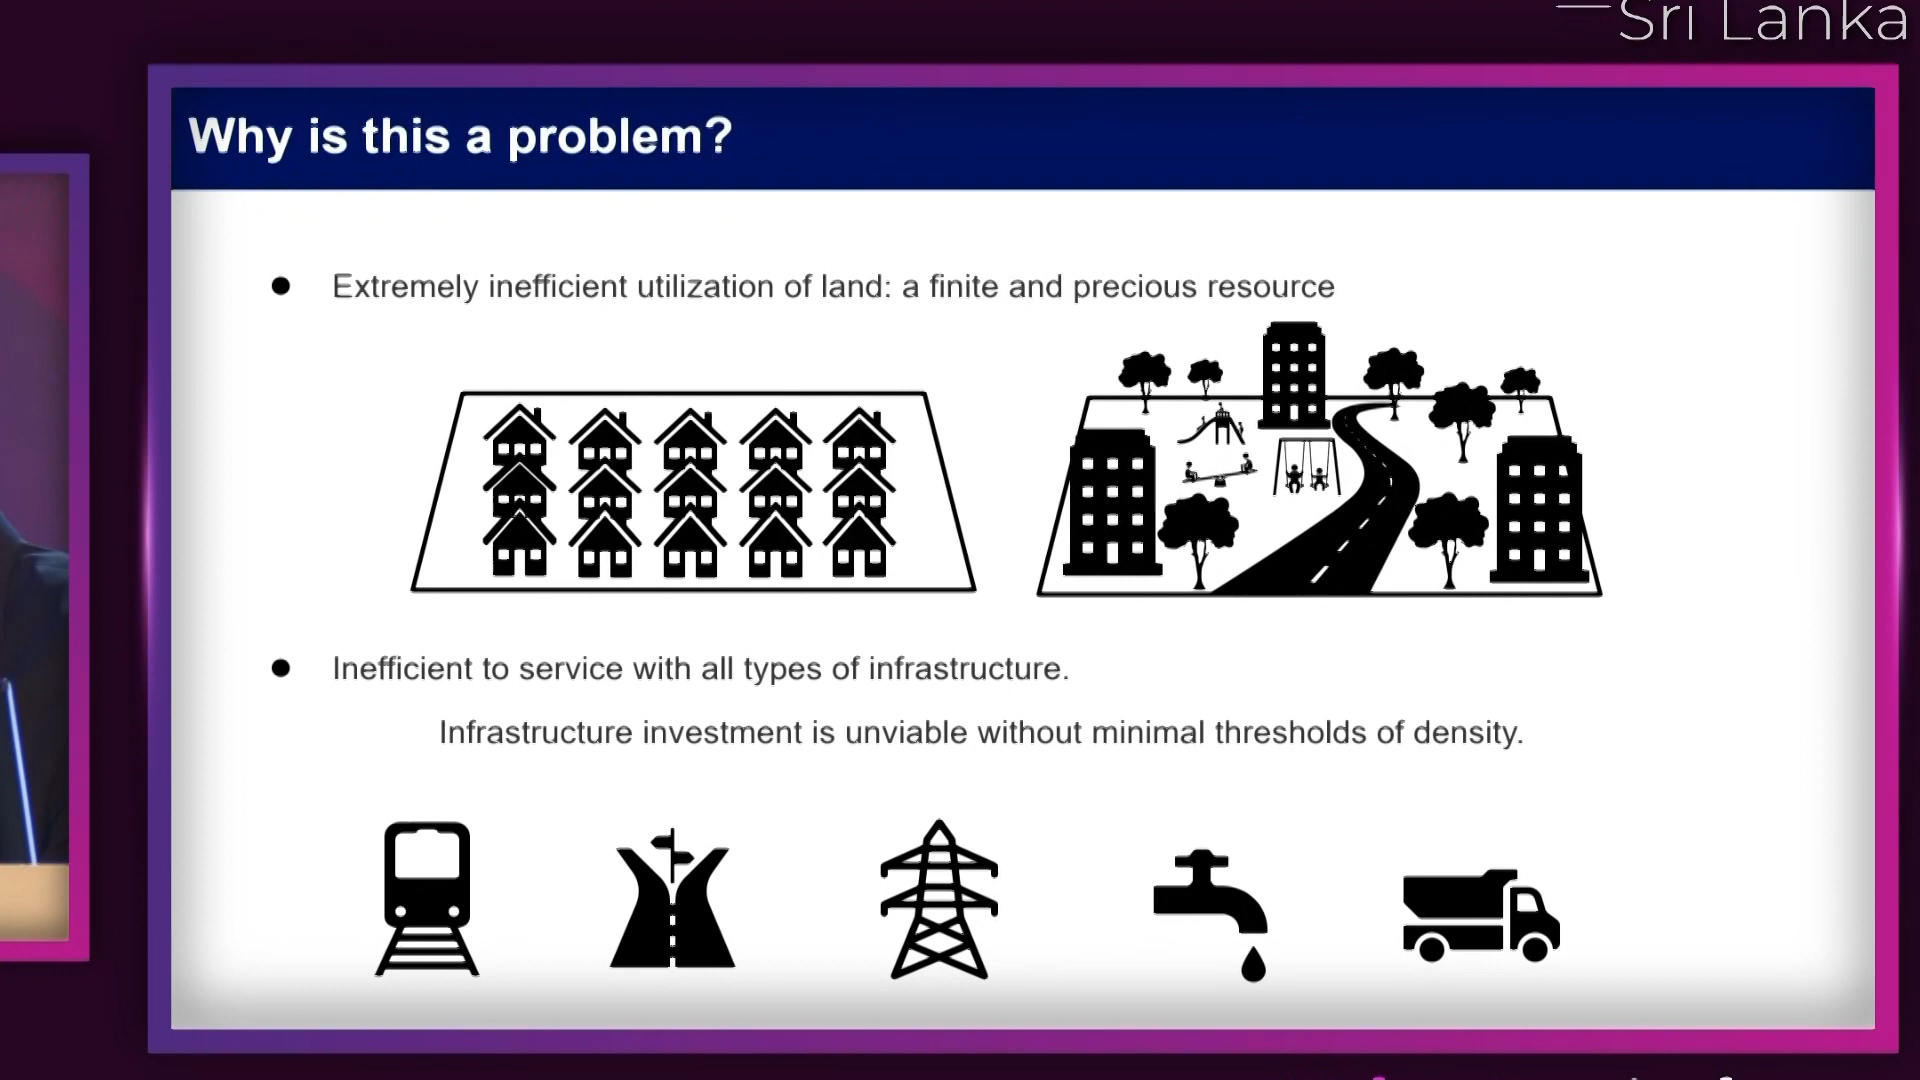 Sri Lanka
Why is this a problem?
● Extremely inefficient utilization of land: a finite and precious resource
● Inefficient to service with all types of infrastructure.
Infrastructure investment is unviable without minimal thresholds of density.